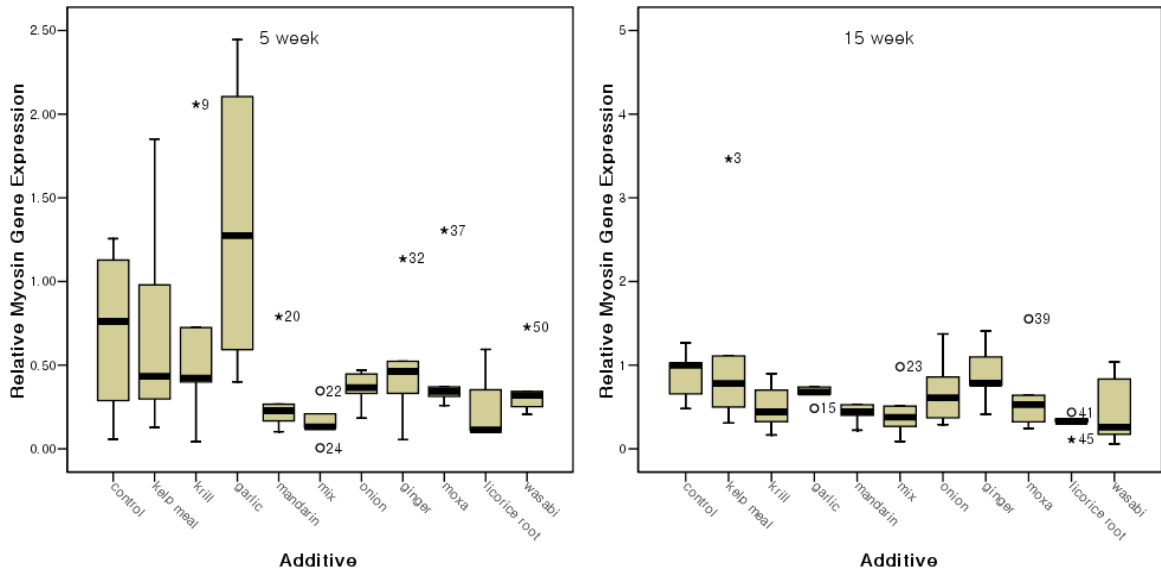 5 week
Relative Myosin Gene Expression
2.50
2.00
1.50
1.00
0.50
0.00
*9
*20
22
24
*32
*37
*50
control
kelp meal
krill
garlic
mandarin
mix
onion
ginger
moxa
licorice root
wasabi
Additive
15 week
Relative Myosin Gene Expression
5
4
3
2
1
0
*3
15
23
39
41
*45
control
kelp meal
krill
garlic
mandarin
mix
onion
ginger
moxa
licorice root
wasabi
Additive